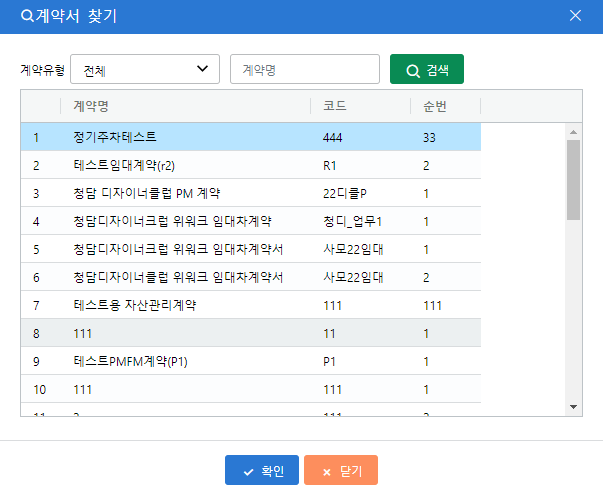 계약서 찾기
계약유형 전체 계약명 검색
계약명 코드 순번
1 정기주차테스트 444 33
2 테스트임대계약(r2) R1 2
3 청담 디자이너클럽 PM 계약 22디클P 1
4 청담디자이너크럽 위워크 임대차계약 청디_업무1 1
5 청담디자이너크럽 위워크 임대차계약서 사모22임대 1
6 청담디자이너클럽 위워크 임대차계약서 사모22임대 2
7 테스트용 자산관리계약 111 111
8 111 11 1
9 테스트PMFM계약(P1) P1 1
10 111 111 1
확인 닫기